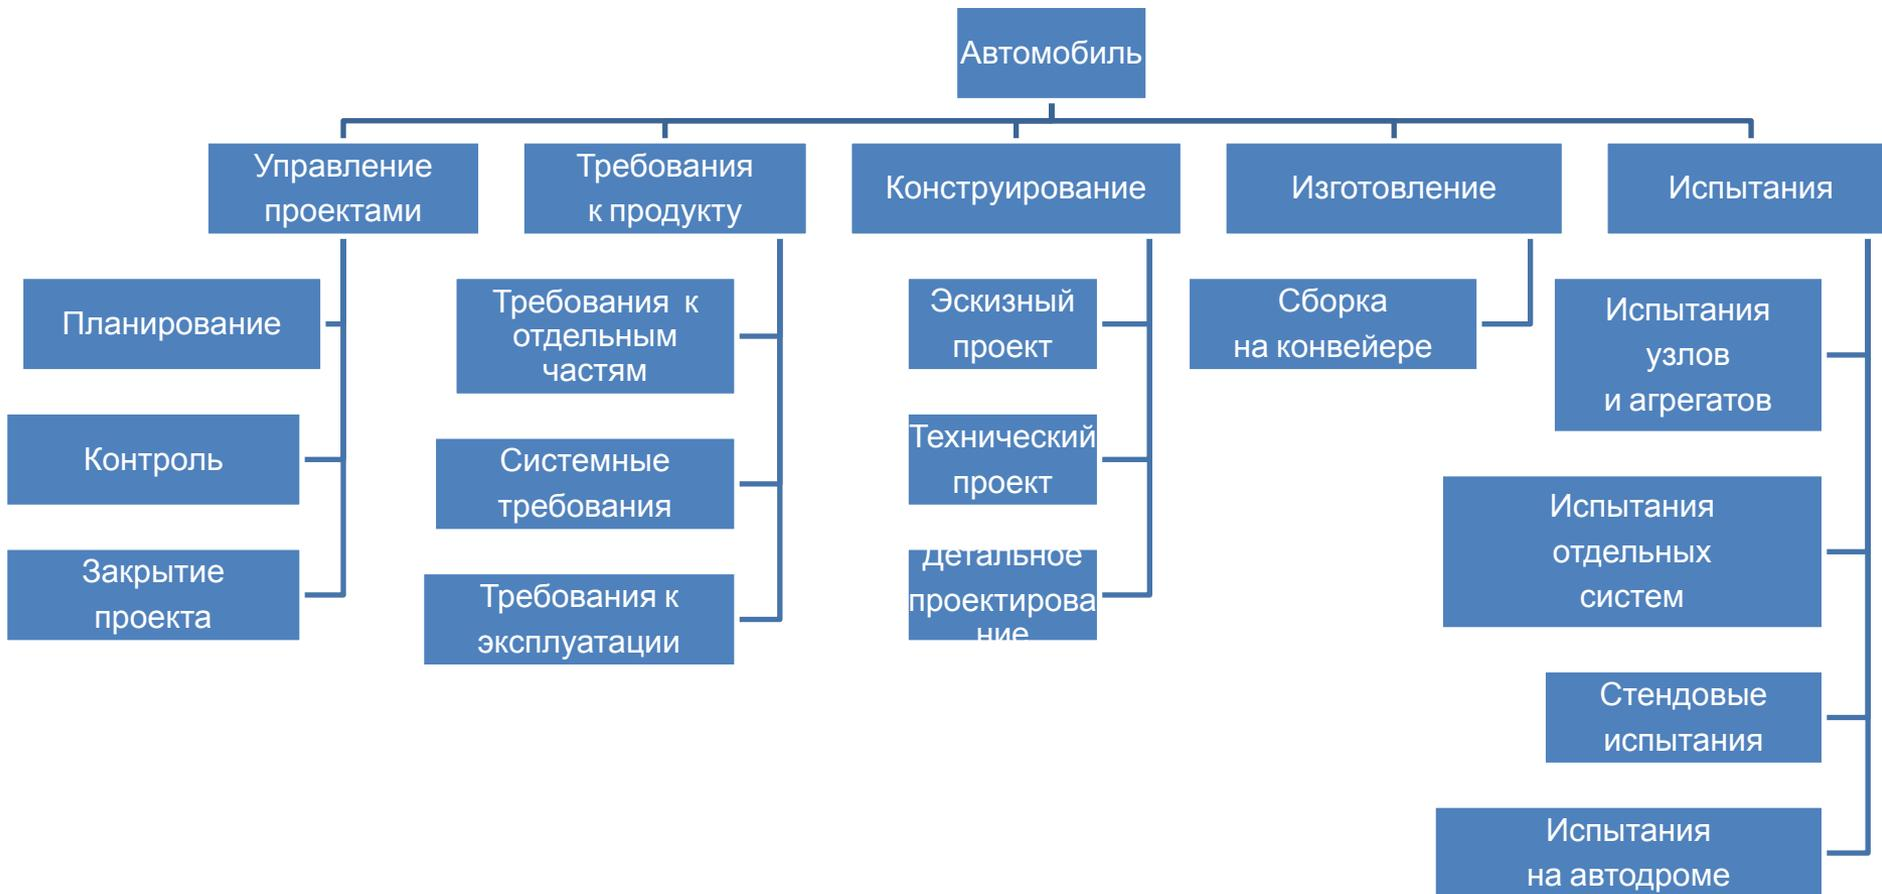 Автомобиль
Управление
проектами
Требования
к продукту
Конструирование
Изготовление
Испытания
Планирование
Контроль
Закрытие
проекта
Требования к
отдельным
частям
Системные
требования
Требования к
эксплуатации
Эскизный
проект
Технический
проект
Детальное
проектирова
ние
Сборка
на конвейере
Испытания
узлов
и агрегатов
Испытания
отдельных
систем
Стендовые
испытания
Испытания
на автодроме